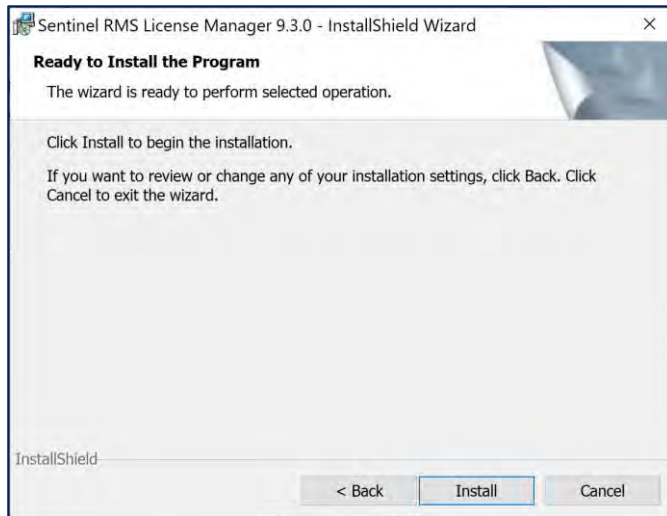 Sentinel RMS License Manager 9.3.0 - InstallShield Wizard
Ready to Install the Program
The wizard is ready to perform selected operation.
Click Install to begin the installation.
If you want to review or change any of your installation settings, click Back. Click
Cancel to exit the wizard.
InstallShield
< Back Install Cancel